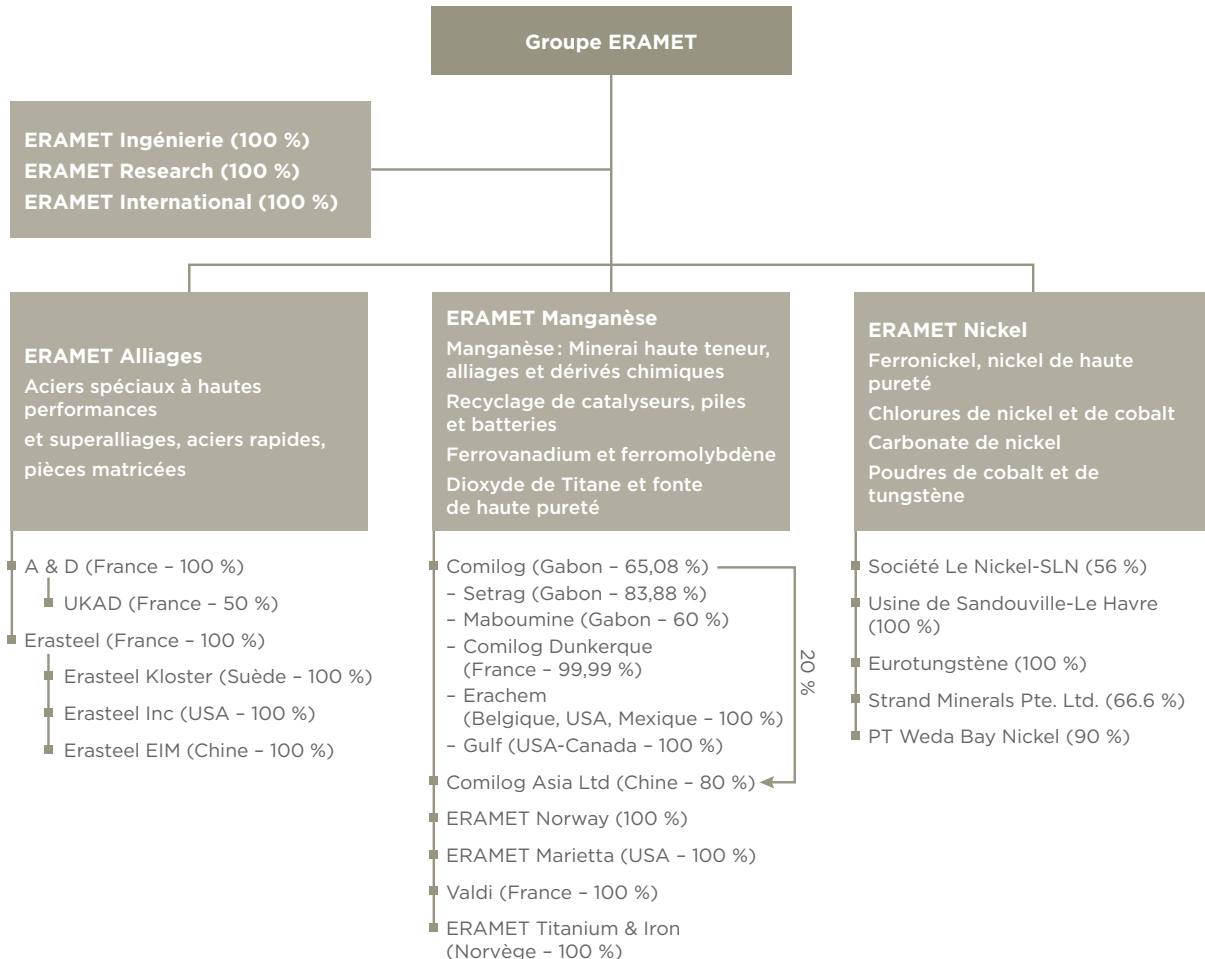 Groupe ERAMET
ERAMET Ingénierie (100 %)
ERAMET Research (100 %)
ERAMET International (100 %)
ERAMET Alliages
Aciers spéciaux à hautes
performances
et superalliages, aciers rapides,
pièces matricées
A & D (France – 100 %)
UKAD (France – 50 %)
Erasteel (France – 100 %)
Erasteel Kloster (Suède – 100 %)
Erasteel Inc (USA – 100 %)
Erasteel EIM (Chine – 100 %)
ERAMET Manganèse
Manganèse : Minerai haute teneur,
alliages et dérivés chimiques
Recyclage de catalyseurs, piles
et batteries
Ferrovanadium et ferromolybdène
Dioxyde de Titane et fonte
de haute pureté
Comilog (Gabon – 65,08 %)
– Setrag (Gabon – 83,88 %)
– Maboumine (Gabon – 60 %)
– Comilog Dunkerque
(France – 99,99 %)
– Erachem
(Belgique, USA, Mexique – 100 %)
– Gulf (USA-Canada – 100 %)
20 %
Comilog Asia Ltd (Chine – 80 %)
ERAMET Norway (100 %)
ERAMET Marietta (USA – 100 %)
Valdi (France – 100 %)
ERAMET Titanium & Iron
(Norvège – 100 %)
ERAMET Nickel
Ferronickel, nickel de haute
pureté
Chlorures de nickel et de cobalt
Carbonate de nickel
Poudres de cobalt et de
tungstène
Société Le Nickel-SLN (56 %)
Usine de Sandouville-Le Havre
(100 %)
Eurotungstène (100 %)
Strand Minerals Pte. Ltd. (66.6 %)
PT Weda Bay Nickel (90 %)